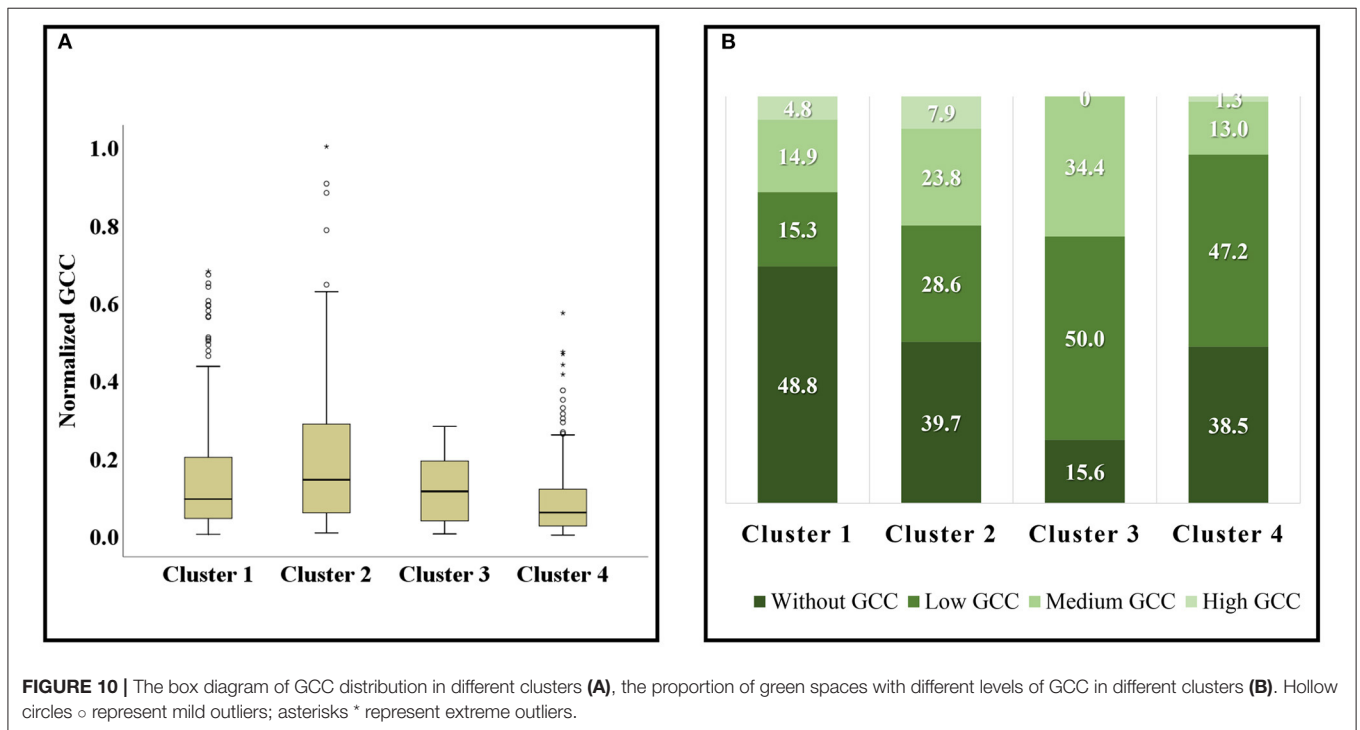 A
Normalized GCC
1.0
0.8
0.6
0.4
0.2
0.0
Cluster 1 Cluster 2 Cluster 3 Cluster 4
B
4.8 7.9 0 1.3
14.9 23.8 34.4 13.0
15.3 28.6 50.0 47.2
48.8 39.7 15.6 38.5
Cluster 1 Cluster 2 Cluster 3 Cluster 4
Without GCC Low GCC Medium GCC High GCC
FIGURE 10 | The box diagram of GCC distribution in different clusters (A), the proportion of green spaces with different levels of GCC in different clusters (B). Hollow
circles ○ represent mild outliers; asterisks * represent extreme outliers.